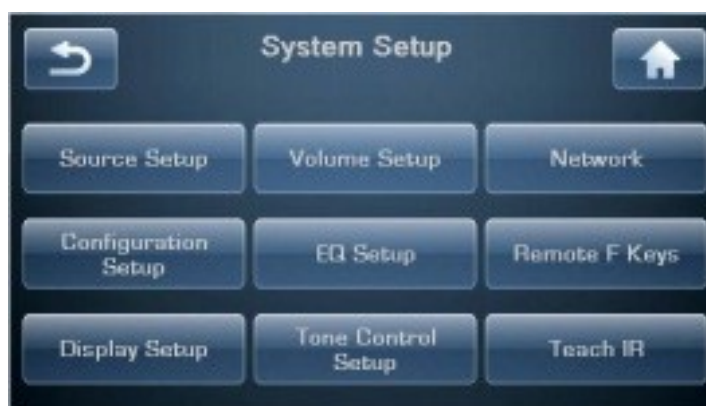 System Setup
Source Setup
Volume Setup
Network
Configuration
Setup
EQ Setup
Remote F Keys
Display Setup
Tone Control
Setup
Teach IR